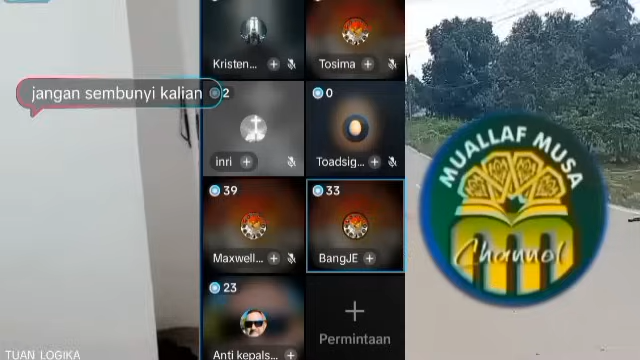 Kristen...
Tosima
jangan sembunyi kalian
2
0
inri
Toadsig...
39
33
Maxwell...
BangJE
23
Anti kepals...
Permintaan
TUAN LOGIKA
MUALLAF MUSA
Channel